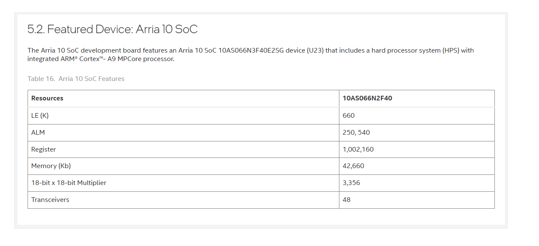 5.2. Featured Device: Arria 10 SoC
The Arria 10 SoC development board features an Arria 10 SoC 10AS066N3F40E2SG device (U23) that includes a hard processor system (HPS) with
integrated ARM® Cortex™- A9 MPCore processor.
Table 16. Arria 10 SoC Features
Resources 10AS066N2F40
LE (K) 660
ALM 250, 540
Register 1,002,160
Memory (Kb) 42,660
18-bit x 18-bit Multiplier 3,356
Transceivers 48